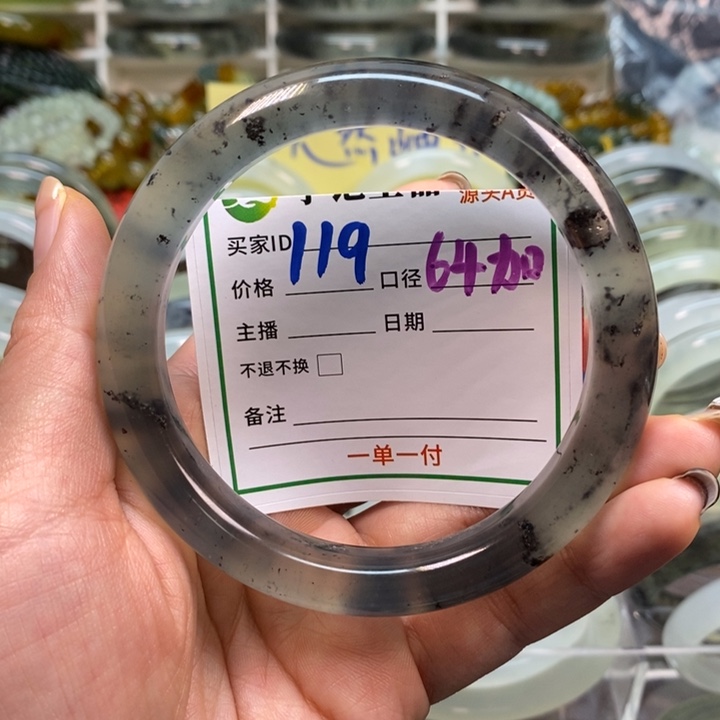 源头A货
买家ID 119
价格 口径 64加
主播 日期
不退不换
备注
一单一付